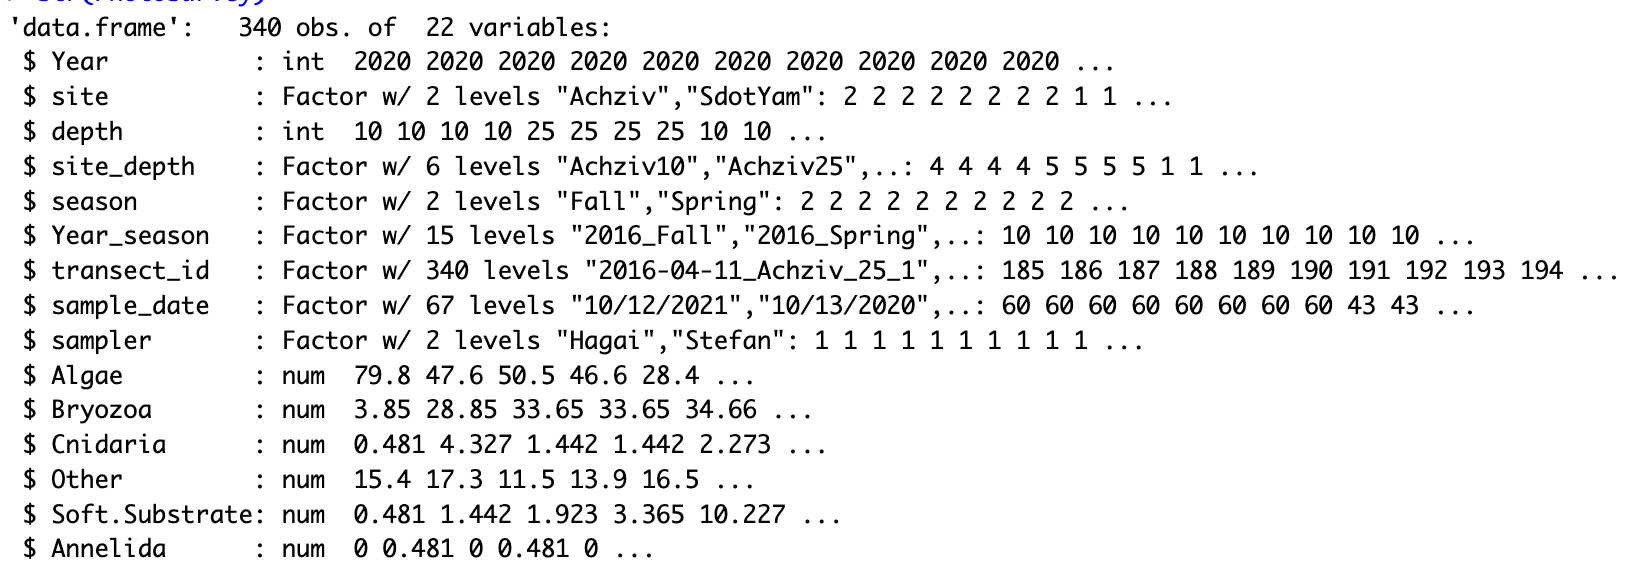 'data.frame':	340 obs. of  22 variables:
 $ Year          : int  2020 2020 2020 2020 2020 2020 2020 2020 2020 2020 ...
 $ site          : Factor w/ 2 levels "Achziv","SdotYam": 2 2 2 2 2 2 2 2 1 1 ...
 $ depth         : int  10 10 10 10 25 25 25 25 10 10 ...
 $ site_depth    : Factor w/ 6 levels "Achziv10","Achziv25",..: 4 4 4 4 5 5 5 5 1 1 ...
 $ season        : Factor w/ 2 levels "Fall","Spring": 2 2 2 2 2 2 2 2 2 2 ...
 $ Year_season   : Factor w/ 15 levels "2016_Fall","2016_Spring",..: 10 10 10 10 10 10 10 10 10 10 ...
 $ transect_id   : Factor w/ 340 levels "2016-04-11_Achziv_25_1",..: 185 186 187 188 189 190 191 192 193 194 ...
 $ sample_date   : Factor w/ 67 levels "10/12/2021","10/13/2020",..: 60 60 60 60 60 60 60 60 43 43 ...
 $ sampler       : Factor w/ 2 levels "Hagai","Stefan": 1 1 1 1 1 1 1 1 1 1 ...
 $ Algae         : num  79.8 47.6 50.5 46.6 28.4 ...
 $ Bryozoa       : num  3.85 28.85 33.65 33.65 34.66 ...
 $ Cnidaria      : num  0.481 4.327 1.442 1.442 2.273 ...
 $ Other         : num  15.4 17.3 11.5 13.9 16.5 ...
 $ Soft.Substrate: num  0.481 1.442 1.923 3.365 10.227 ...
 $ Annelida      : num  0 0.481 0 0.481 0 ...